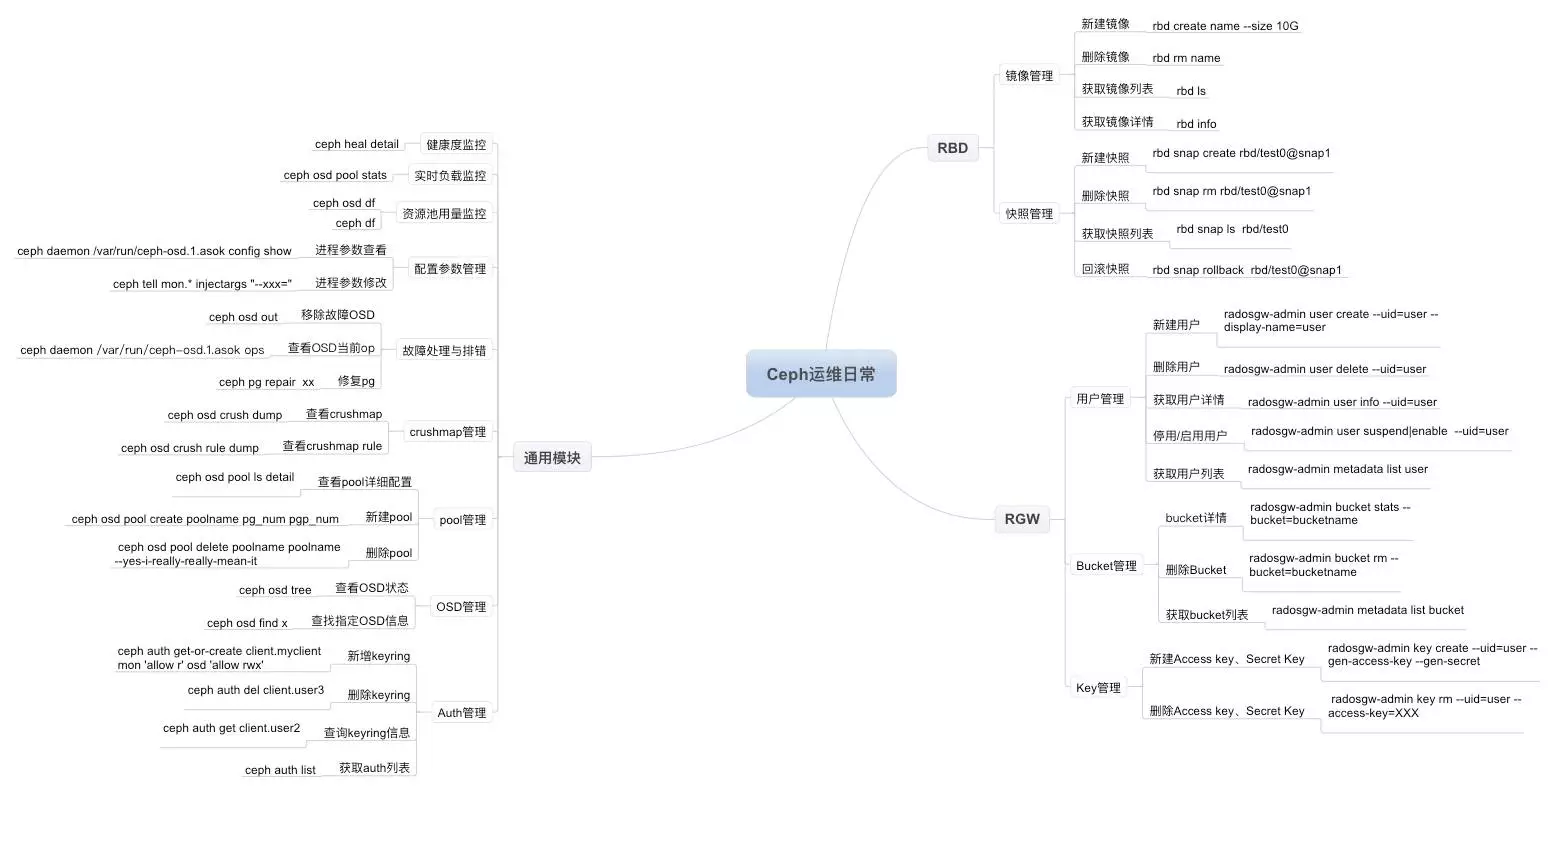 Ceph运维日常
RBD
镜像管理
新建镜像
rbd create name --size 10G
删除镜像
rbd rm name
获取镜像列表
rbd ls
获取镜像详情
rbd info
快照管理
新建快照
rbd snap create rbd/test0@snap1
删除快照
rbd snap rm rbd/test0@snap1
获取快照列表
rbd snap ls  rbd/test0
回滚快照
rbd snap rollback  rbd/test0@snap1
RGW
用户管理
新建用户
radosgw-admin user create --uid=user --
display-name=user
删除用户
radosgw-admin user delete --uid=user
获取用户详情
radosgw-admin user info --uid=user
停用/启用用户
radosgw-admin user suspend|enable  --uid=user
获取用户列表
radosgw-admin metadata list user
Bucket管理
bucket详情
radosgw-admin bucket stats --
bucket=bucketname
删除Bucket
radosgw-admin bucket rm --
bucket=bucketname
获取bucket列表
radosgw-admin metadata list bucket
Key管理
新建Access key、Secret Key
radosgw-admin key create --uid=user --
gen-access-key --gen-secret
删除Access key、Secret Key
radosgw-admin key rm --uid=user --
access-key=XXX
通用模块
健康度监控
ceph heal detail
实时负载监控
ceph osd pool stats
资源池用量监控
ceph osd df
ceph df
配置参数管理
进程参数查看
ceph daemon /var/run/ceph-osd.1.asok config show
进程参数修改
ceph tell mon.* injectargs "--xxx="
故障处理与排错
移除故障OSD
ceph osd out
查看OSD当前op
ceph daemon /var/run/ceph-osd.1.asok ops
修复pg
ceph pg repair  xx
crushmap管理
查看crushmap
ceph osd crush dump
查看crushmap rule
ceph osd crush rule dump
pool管理
查看pool详细配置
ceph osd pool ls detail
新建pool
ceph osd pool create poolname pg_num pgp_num
删除pool
ceph osd pool delete poolname poolname
--yes-i-really-really-mean-it
OSD管理
查看OSD状态
ceph osd tree
查找指定OSD信息
ceph osd find x
Auth管理
新增keyring
ceph auth get-or-create client.myclient
mon 'allow r' osd 'allow rwx'
删除keyring
ceph auth del client.user3
查询keyring信息
ceph auth get client.user2
获取auth列表
ceph auth list